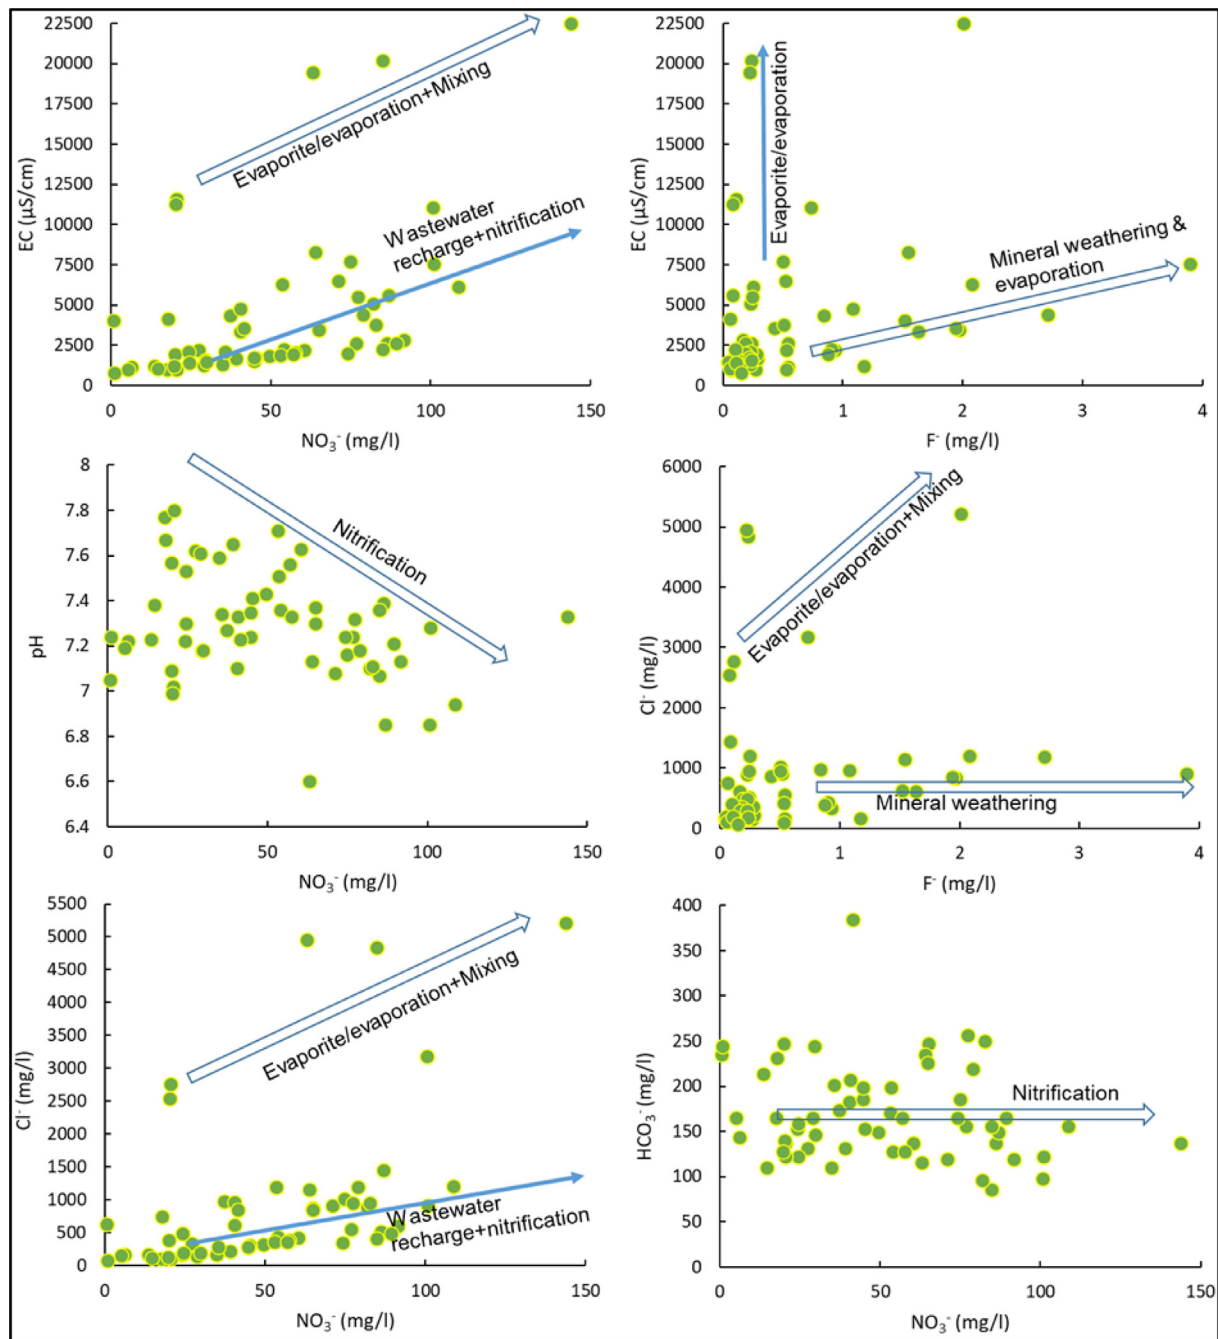 22500
20000
17500
15000
12500
10000
7500
5000
2500
0
EC (µS/cm)
Evaporite/evaporation+Mixing
Wastewater
recharge+nitrification
0 50 100 150
NO₃⁻ (mg/l)
22500
20000
17500
15000
12500
10000
7500
5000
2500
0
EC (µS/cm)
Evaporite/evaporation
Mineral weathering &
evaporation
0 1 2 3 4
F⁻ (mg/l)
8
7.8
7.6
7.4
7.2
7
6.8
6.6
6.4
pH
Nitrification
0 50 100 150
NO₃⁻ (mg/l)
6000
5000
4000
3000
2000
1000
0
Cl⁻ (mg/l)
Evaporite/evaporation+Mixing
Mineral weathering
0 1 2 3 4
F⁻ (mg/l)
5500
5000
4500
4000
3500
3000
2500
2000
1500
1000
500
0
Cl⁻ (mg/l)
Evaporite/evaporation+Mixing
Wastewater
recharge+nitrification
0 50 100 150
NO₃⁻ (mg/l)
400
350
300
250
200
150
100
50
0
HCO₃⁻ (mg/l)
Nitrification
0 50 100 150
NO₃⁻ (mg/l)